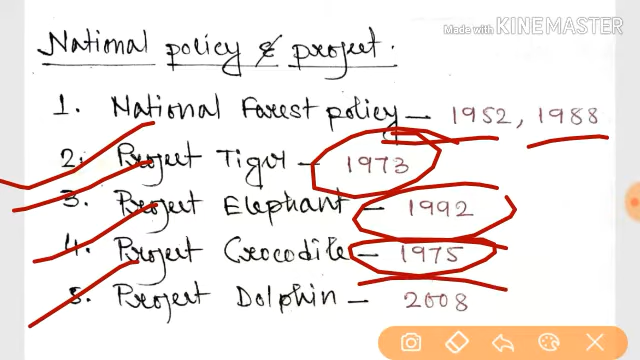 Made with KINEMASTER
National policy & project.
1. National Forest policy — 1952, 1988
2. Project Tiger — 1973
3. Project Elephant — 1992
4. Project Crocodile — 1975
5. Project Dolphin — 2008